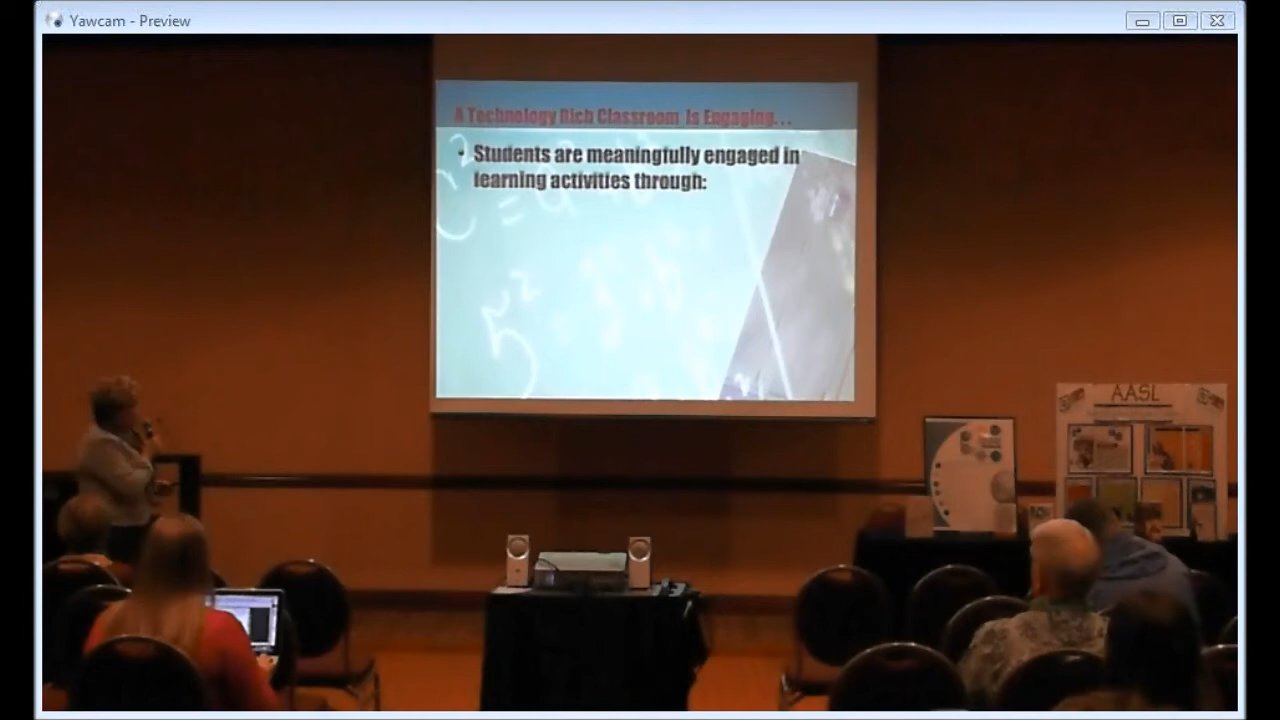 Yawcam - Preview
A Technology Rich Classroom Is Engaging...
• Students are meaningfully engaged in
learning activities through:
AASL